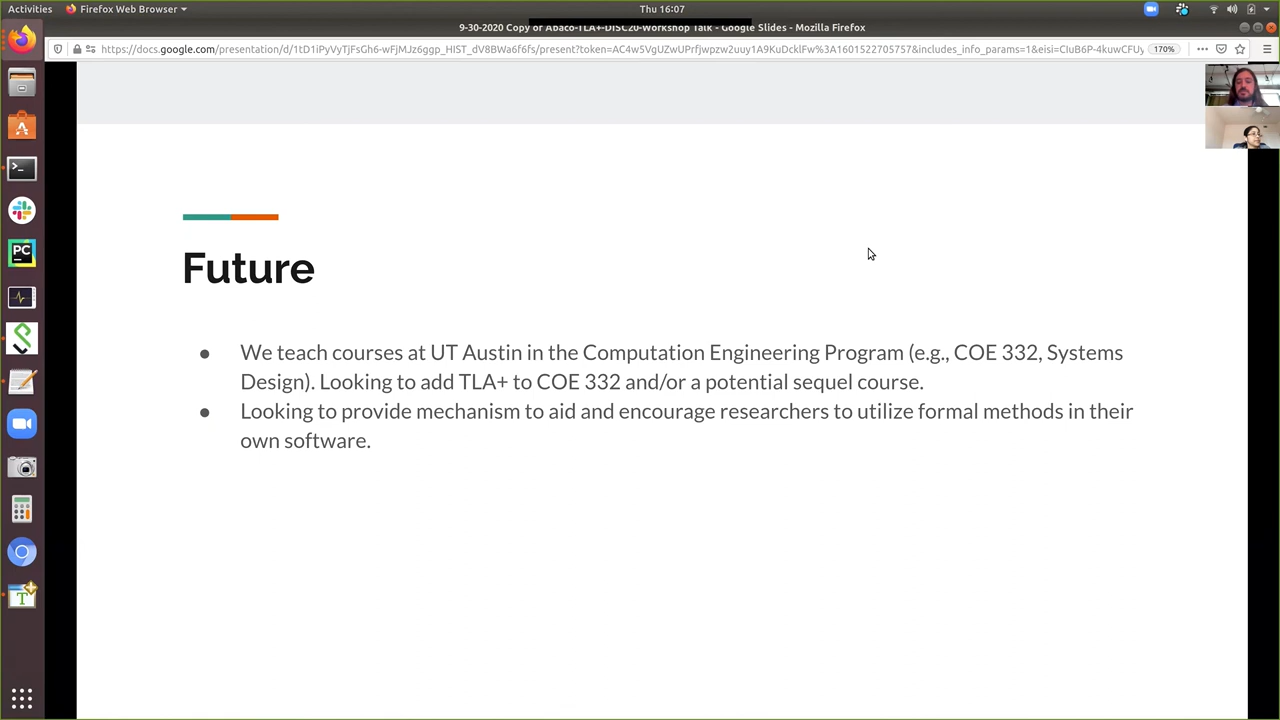 Activities
Firefox Web Browser
Thu 16:07
9-30-2020 Copy of Abaco-TLA+-DISC20-Workshop Talk - Google Slides - Mozilla Firefox
170%
Future
● We teach courses at UT Austin in the Computation Engineering Program (e.g., COE 332, Systems
Design). Looking to add TLA+ to COE 332 and/or a potential sequel course.
● Looking to provide mechanism to aid and encourage researchers to utilize formal methods in their
own software.
PC